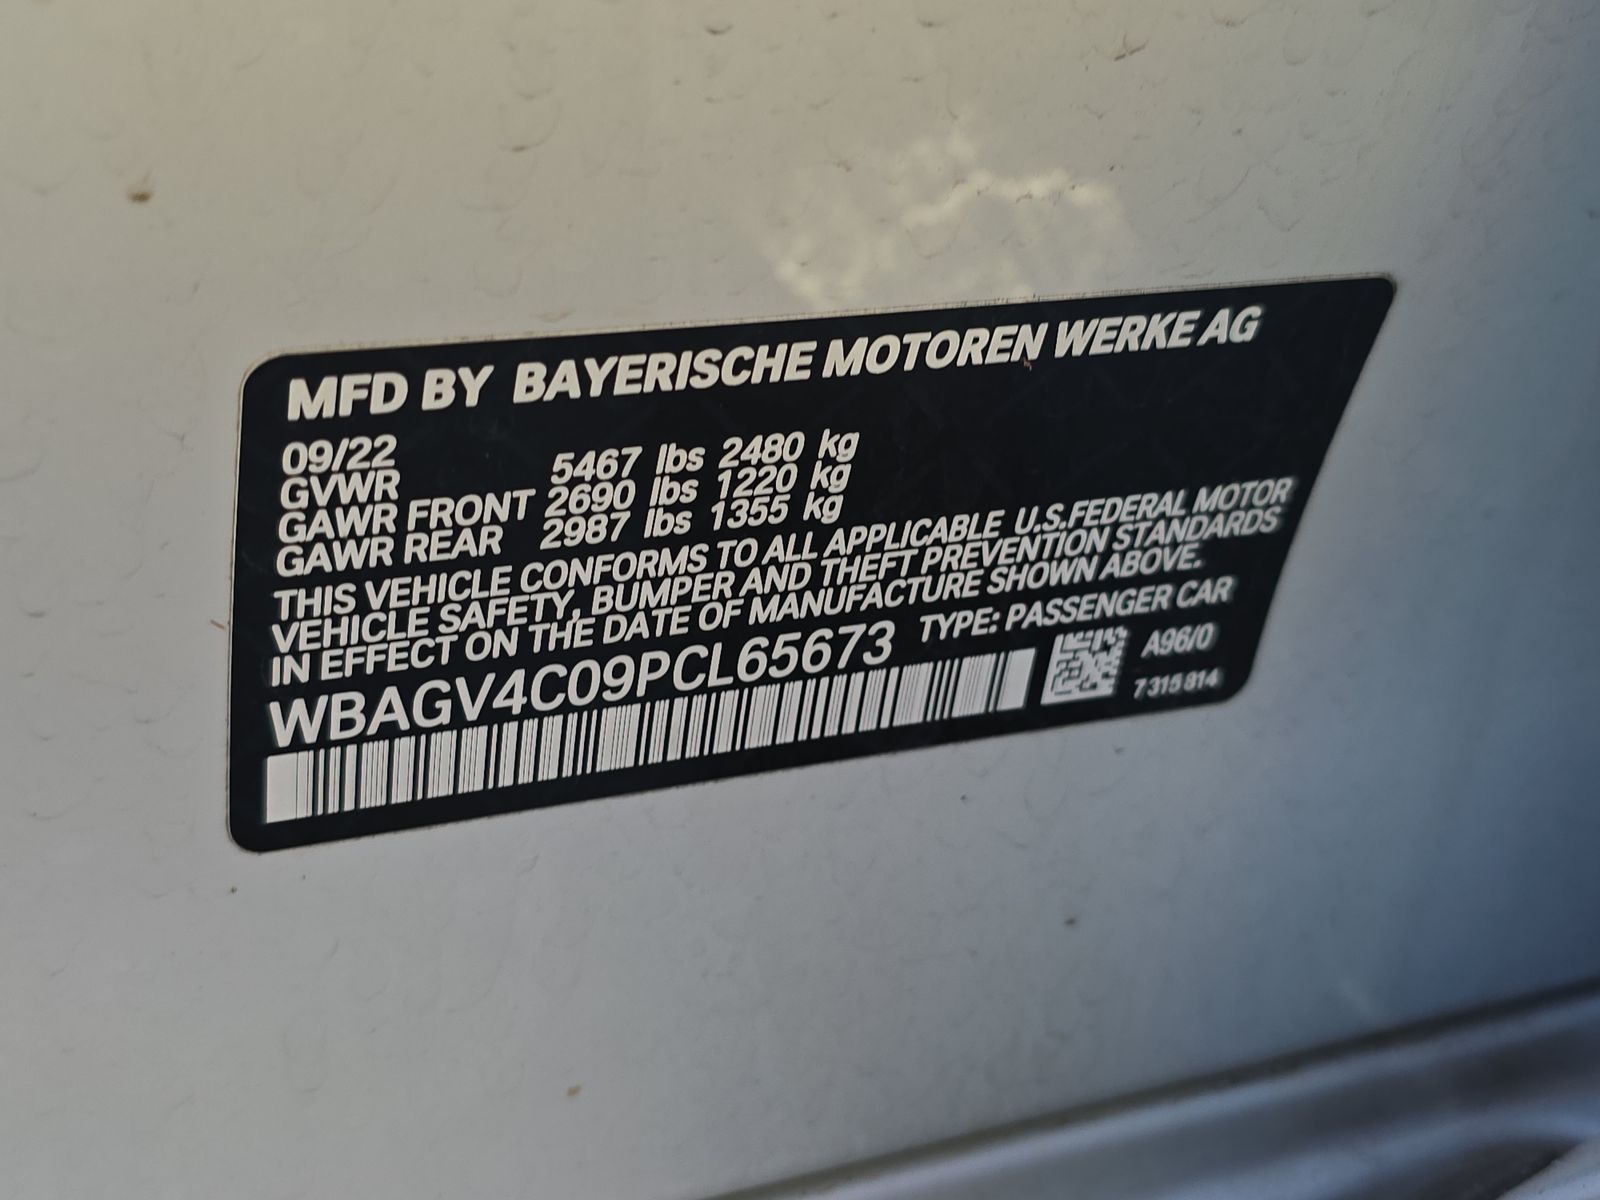 MFD BY BAYERISCHE MOTOREN WERKE AG
09/22
GVWR 5467 lbs 2480 kg
GAWR FRONT 2690 lbs 1220 kg
GAWR REAR 2987 lbs 1355 kg
THIS VEHICLE CONFORMS TO ALL APPLICABLE U.S.FEDERAL MOTOR
VEHICLE SAFETY, BUMPER AND THEFT PREVENTION STANDARDS
IN EFFECT ON THE DATE OF MANUFACTURE SHOWN ABOVE.
WBAGV4C09PCL65673 TYPE: PASSENGER CAR
A96/0
7 315 814